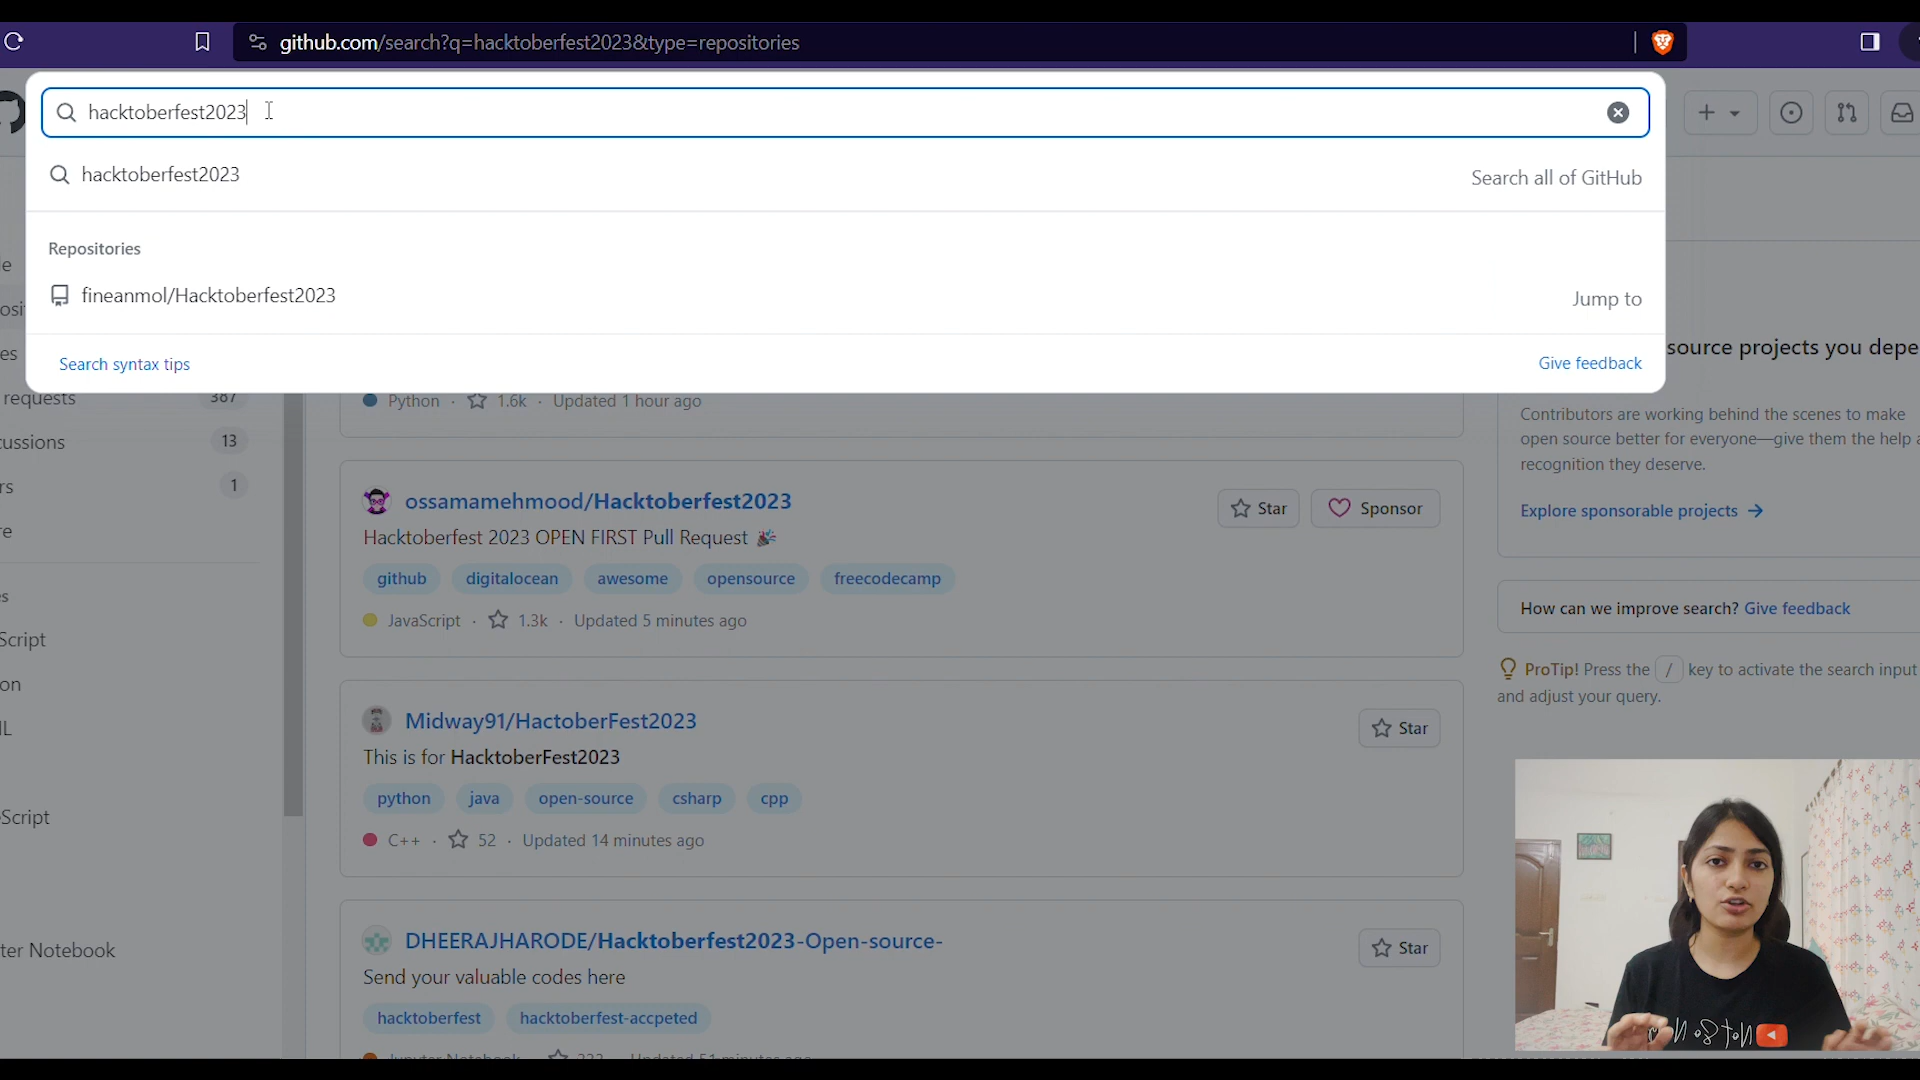 github.com/search?q=hacktoberfest2023&type=repositories
hacktoberfest2023
hacktoberfest2023
Search all of GitHub
Repositories
fineanmol/Hacktoberfest2023
Jump to
Search syntax tips
Give feedback
requests
387
13
1
Script
Script
Notebook
Python · 1.6k · Updated 1 hour ago
ossamamehmood/Hacktoberfest2023
Star
Sponsor
Hacktoberfest 2023 OPEN FIRST Pull Request 🎉
github digitalocean awesome opensource freecodecamp
JavaScript · 1.3k · Updated 5 minutes ago
Midway91/HactoberFest2023
Star
This is for HacktoberFest2023
python java open-source csharp cpp
C++ · 52 · Updated 14 minutes ago
DHEERAJHARODE/Hacktoberfest2023-Open-source-
Star
Send your valuable codes here
hacktoberfest hacktoberfest-accpeted
source projects you depe
Contributors are working behind the scenes to make
open source better for everyone—give them the help a
recognition they deserve.
Explore sponsorable projects →
How can we improve search? Give feedback
ProTip! Press the / key to activate the search input
and adjust your query.